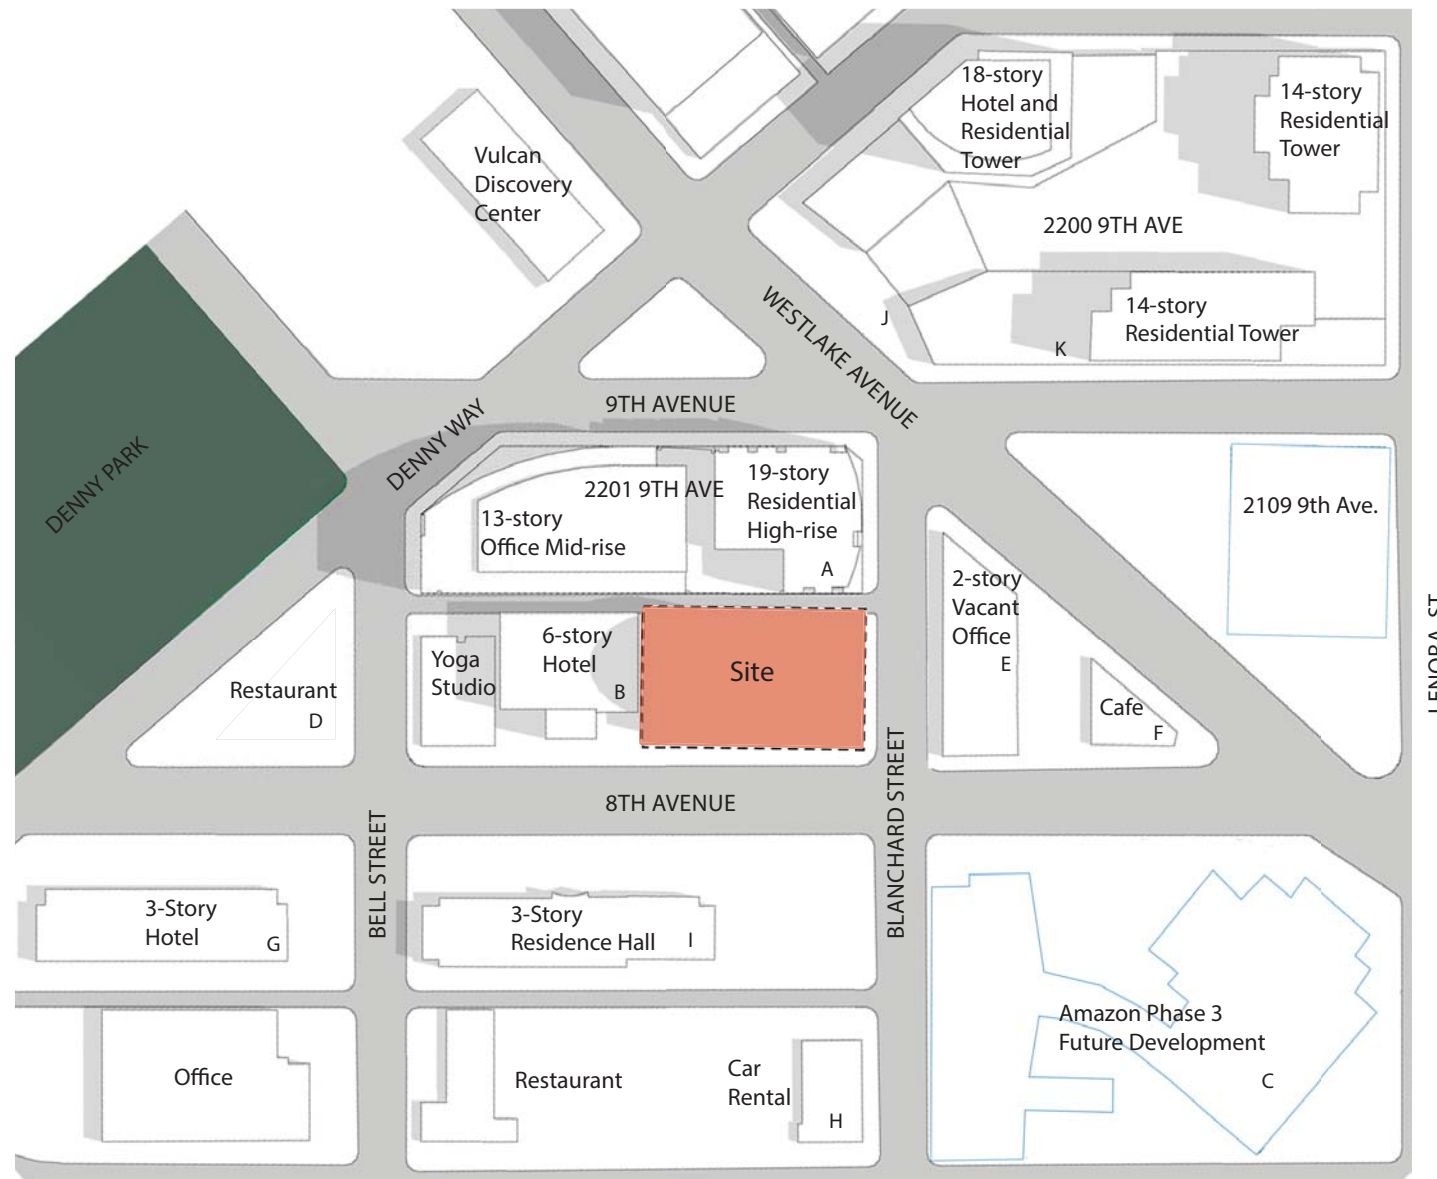 18-story
Hotel and
Residential
Tower
14-story
Residential
Tower
Vulcan
Discovery
Center
2200 9TH AVE
14-story
Residential Tower
J
K
WESTLAKE AVENUE
9TH AVENUE
DENNY WAY
DENNY PARK
2201 9TH AVE
19-story
Residential
High-rise
A
13-story
Office Mid-rise
2109 9th Ave.
2-story
Vacant
Office
E
LENORA ST
6-story
Hotel
B
Yoga
Studio
Site
Restaurant
D
Cafe
F
8TH AVENUE
BELL STREET
BLANCHARD STREET
3-Story
Hotel
G
3-Story
Residence Hall
I
Amazon Phase 3
Future Development
C
Office
Restaurant
Car
Rental
H